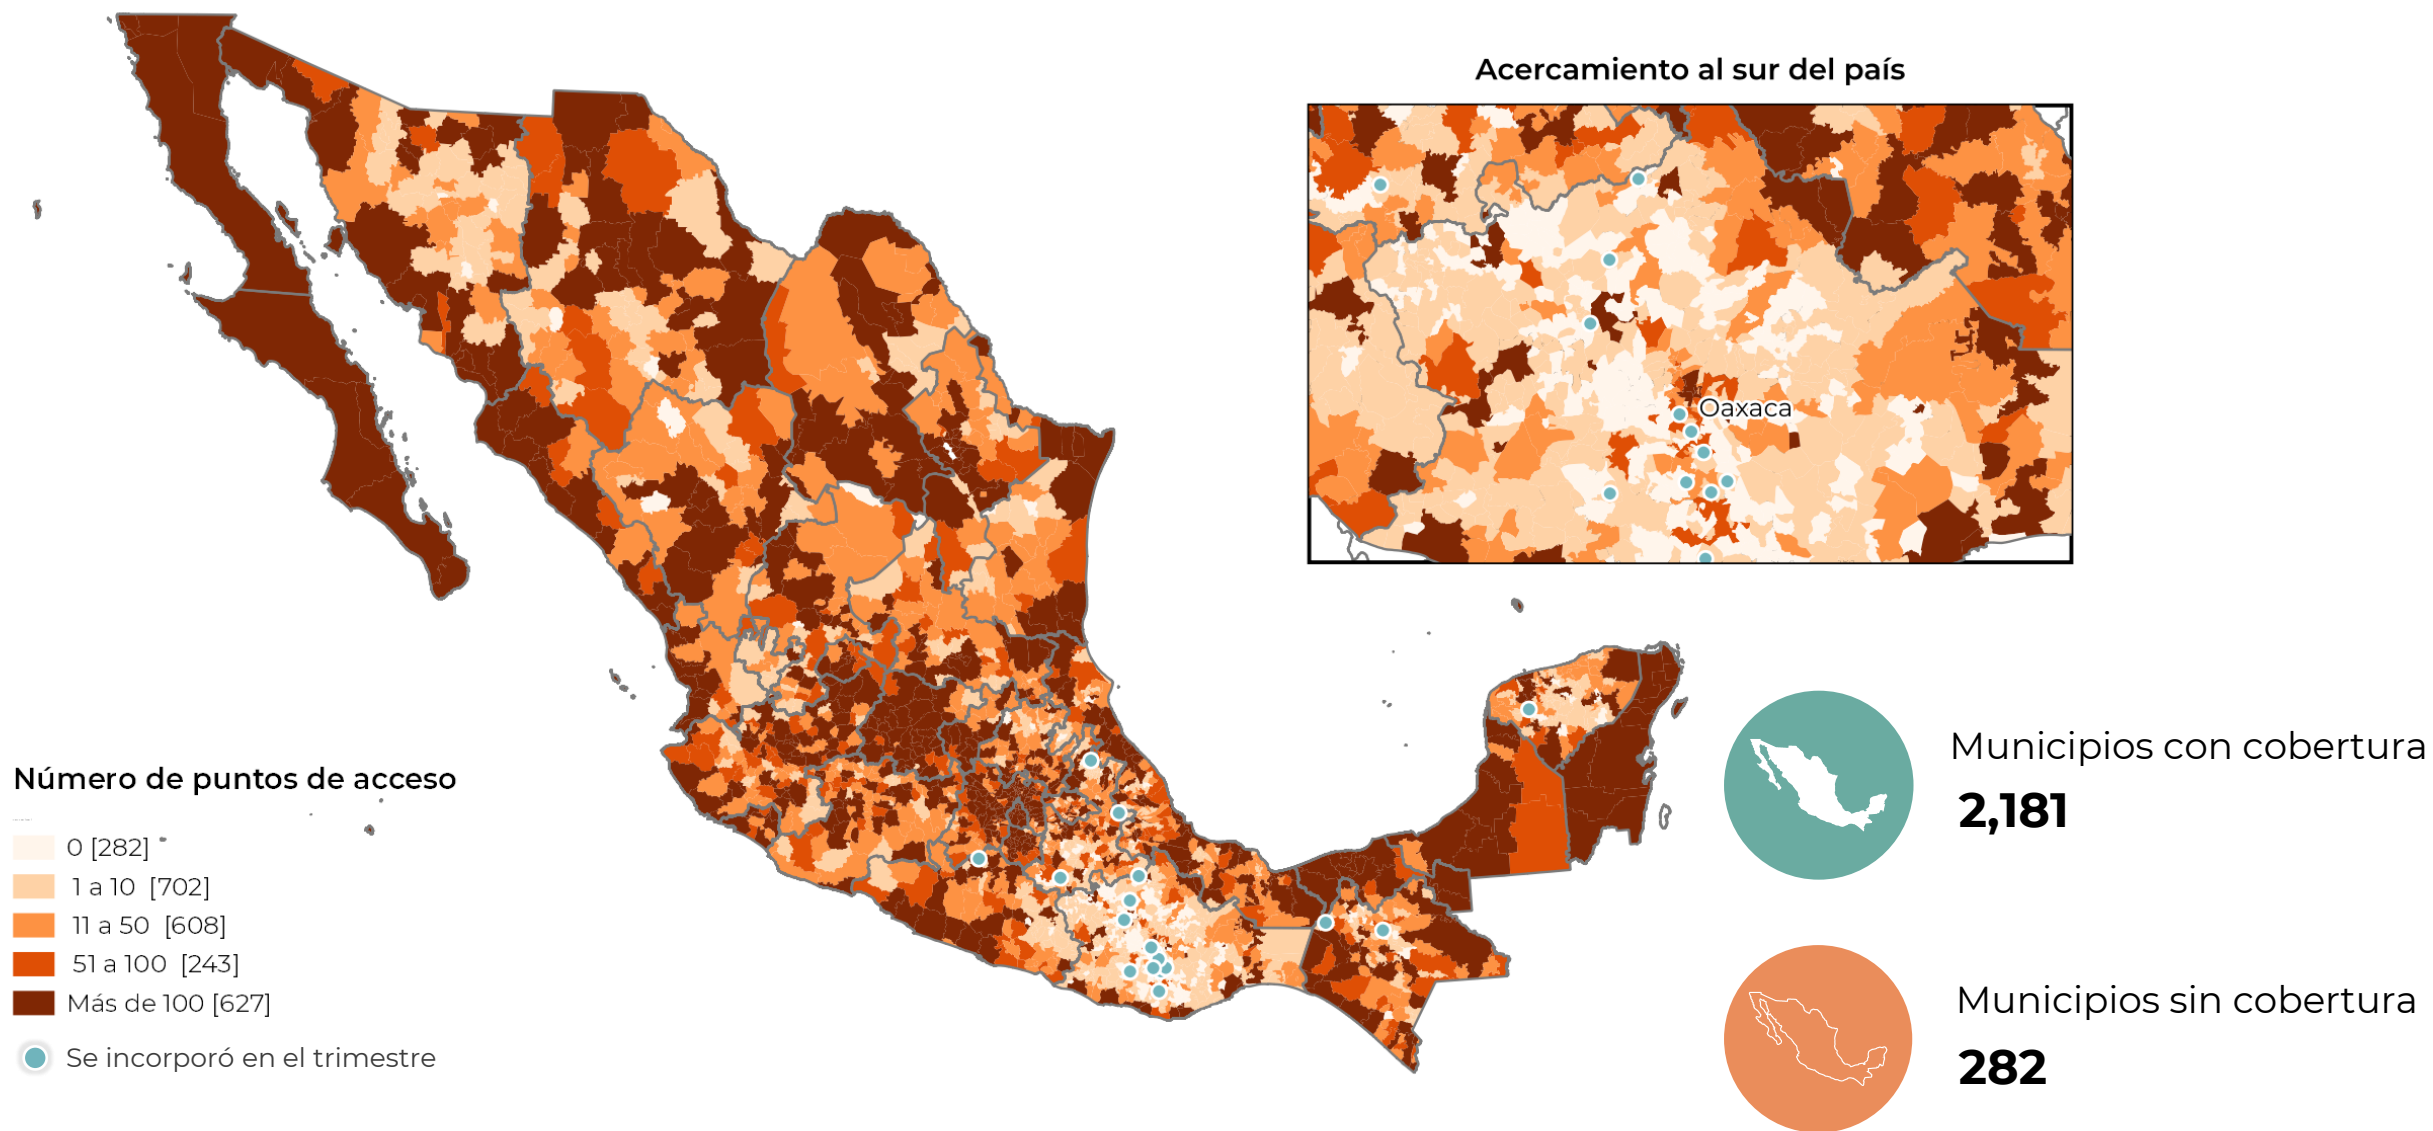 Acercamiento al sur del país
Oaxaca
Número de puntos de acceso
0 [282]
1 a 10 [702]
11 a 50 [608]
51 a 100 [243]
Más de 100 [627]
Se incorporó en el trimestre
Municipios con cobertura
2,181
Municipios sin cobertura
282